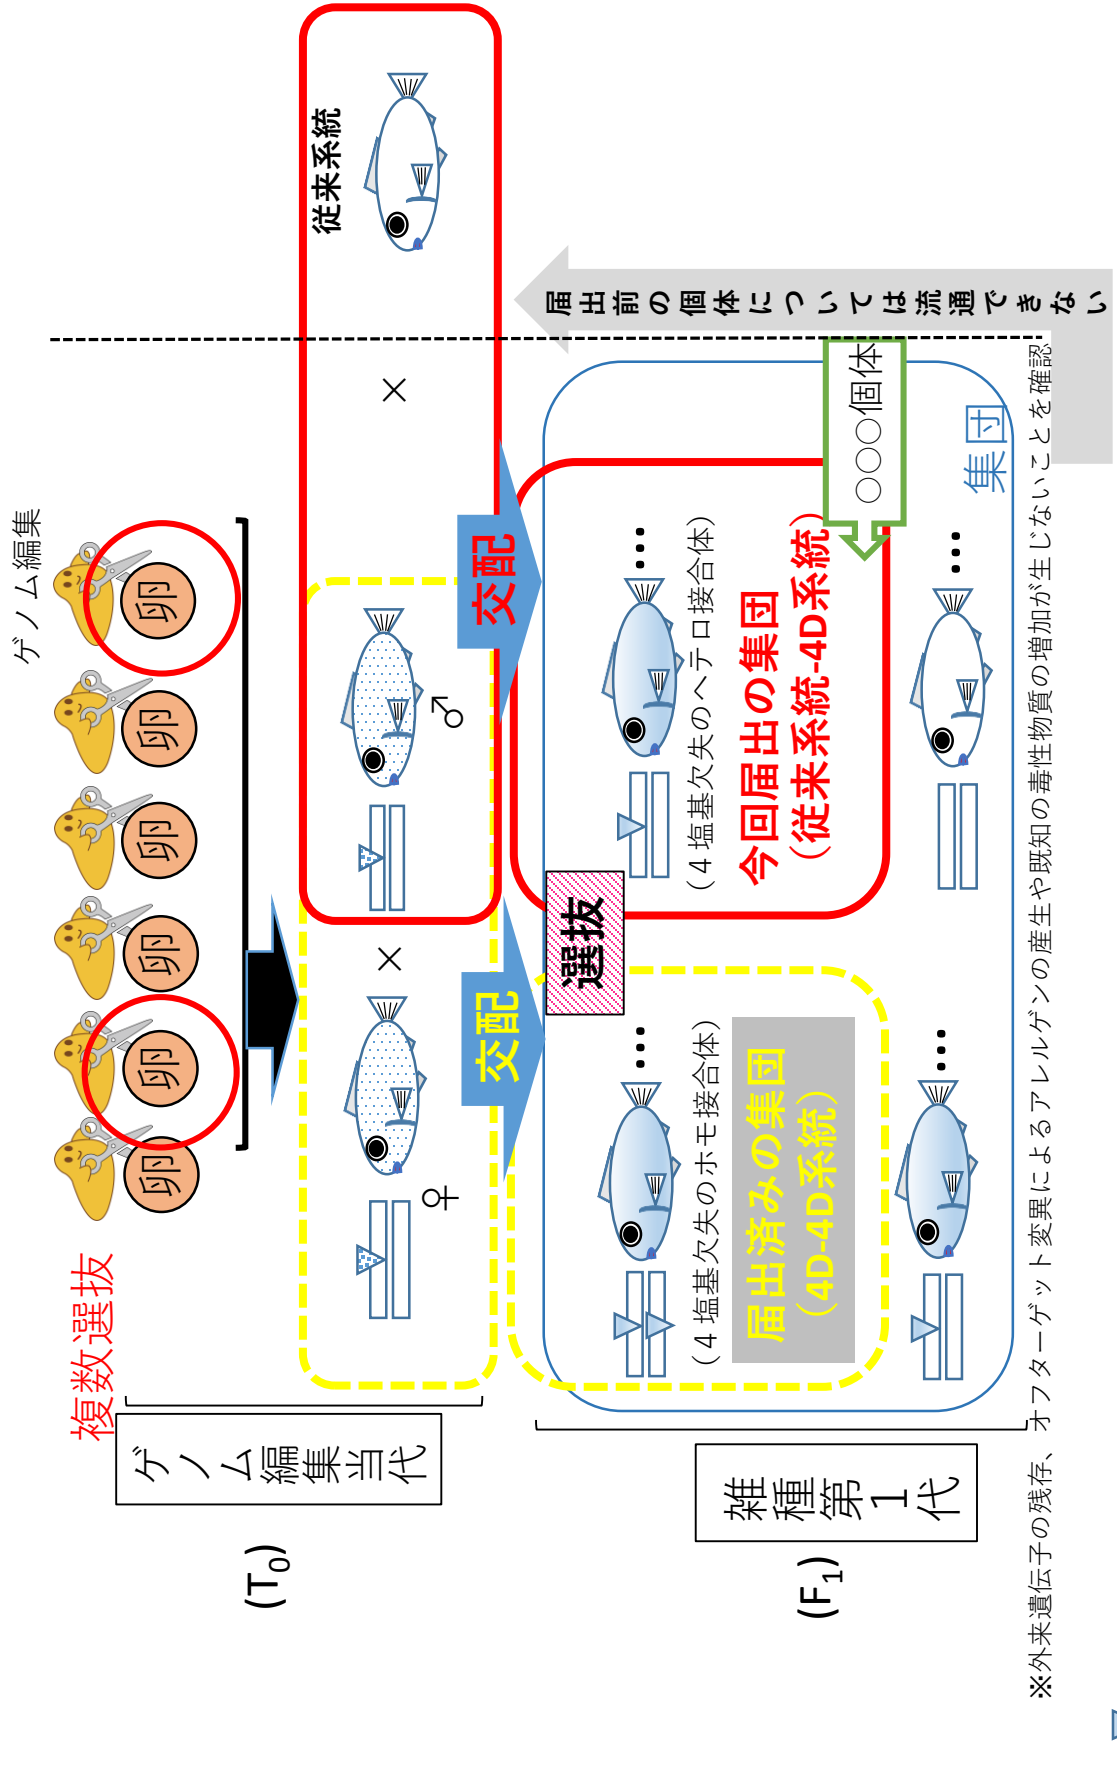 ゲノム編集
卵 卵 卵 卵 卵 卵
複数選抜
ゲノム編集当代
(T₀)
従来系統
♀ × ♂ ×
交配 交配
届出前の個体については流通できない
選抜
○○○個体
雑種第1代
(F₁)
(4塩基欠失のホモ接合体)
届出済みの集団
(4D-4D系統)
(4塩基欠失のヘテロ接合体)
今回届出の集団
(従来系統-4D系統)
集団
※外来遺伝子の残存、オフターゲット変異によるアレルゲンの産生や既知の毒性物質の増加が生じないことを確認